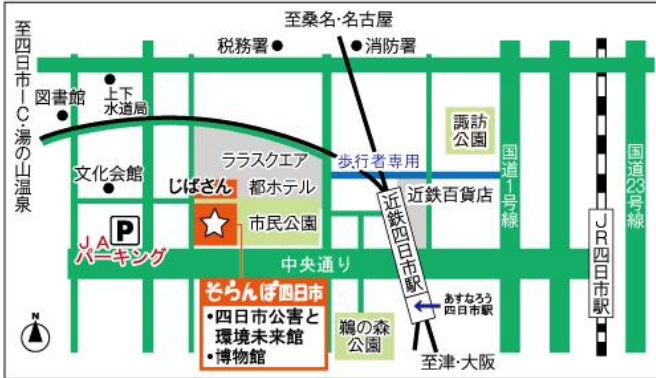 至桑名・名古屋
税務署
消防署
至四日市IC・湯の山温泉
上下
水道局
図書館
諏訪
公園
国道1号線
国道23号線
ララスクエア
歩行者専用
文化会館
じばさん
都ホテル
近鉄百貨店
市民公園
近鉄四日市駅
JR四日市駅
P
JA
パーキング
中央通り
そらんぽ四日市
・四日市公害と
環境未来館
・博物館
あすなろう
四日市駅
鵜の森
公園
至津・大阪
N